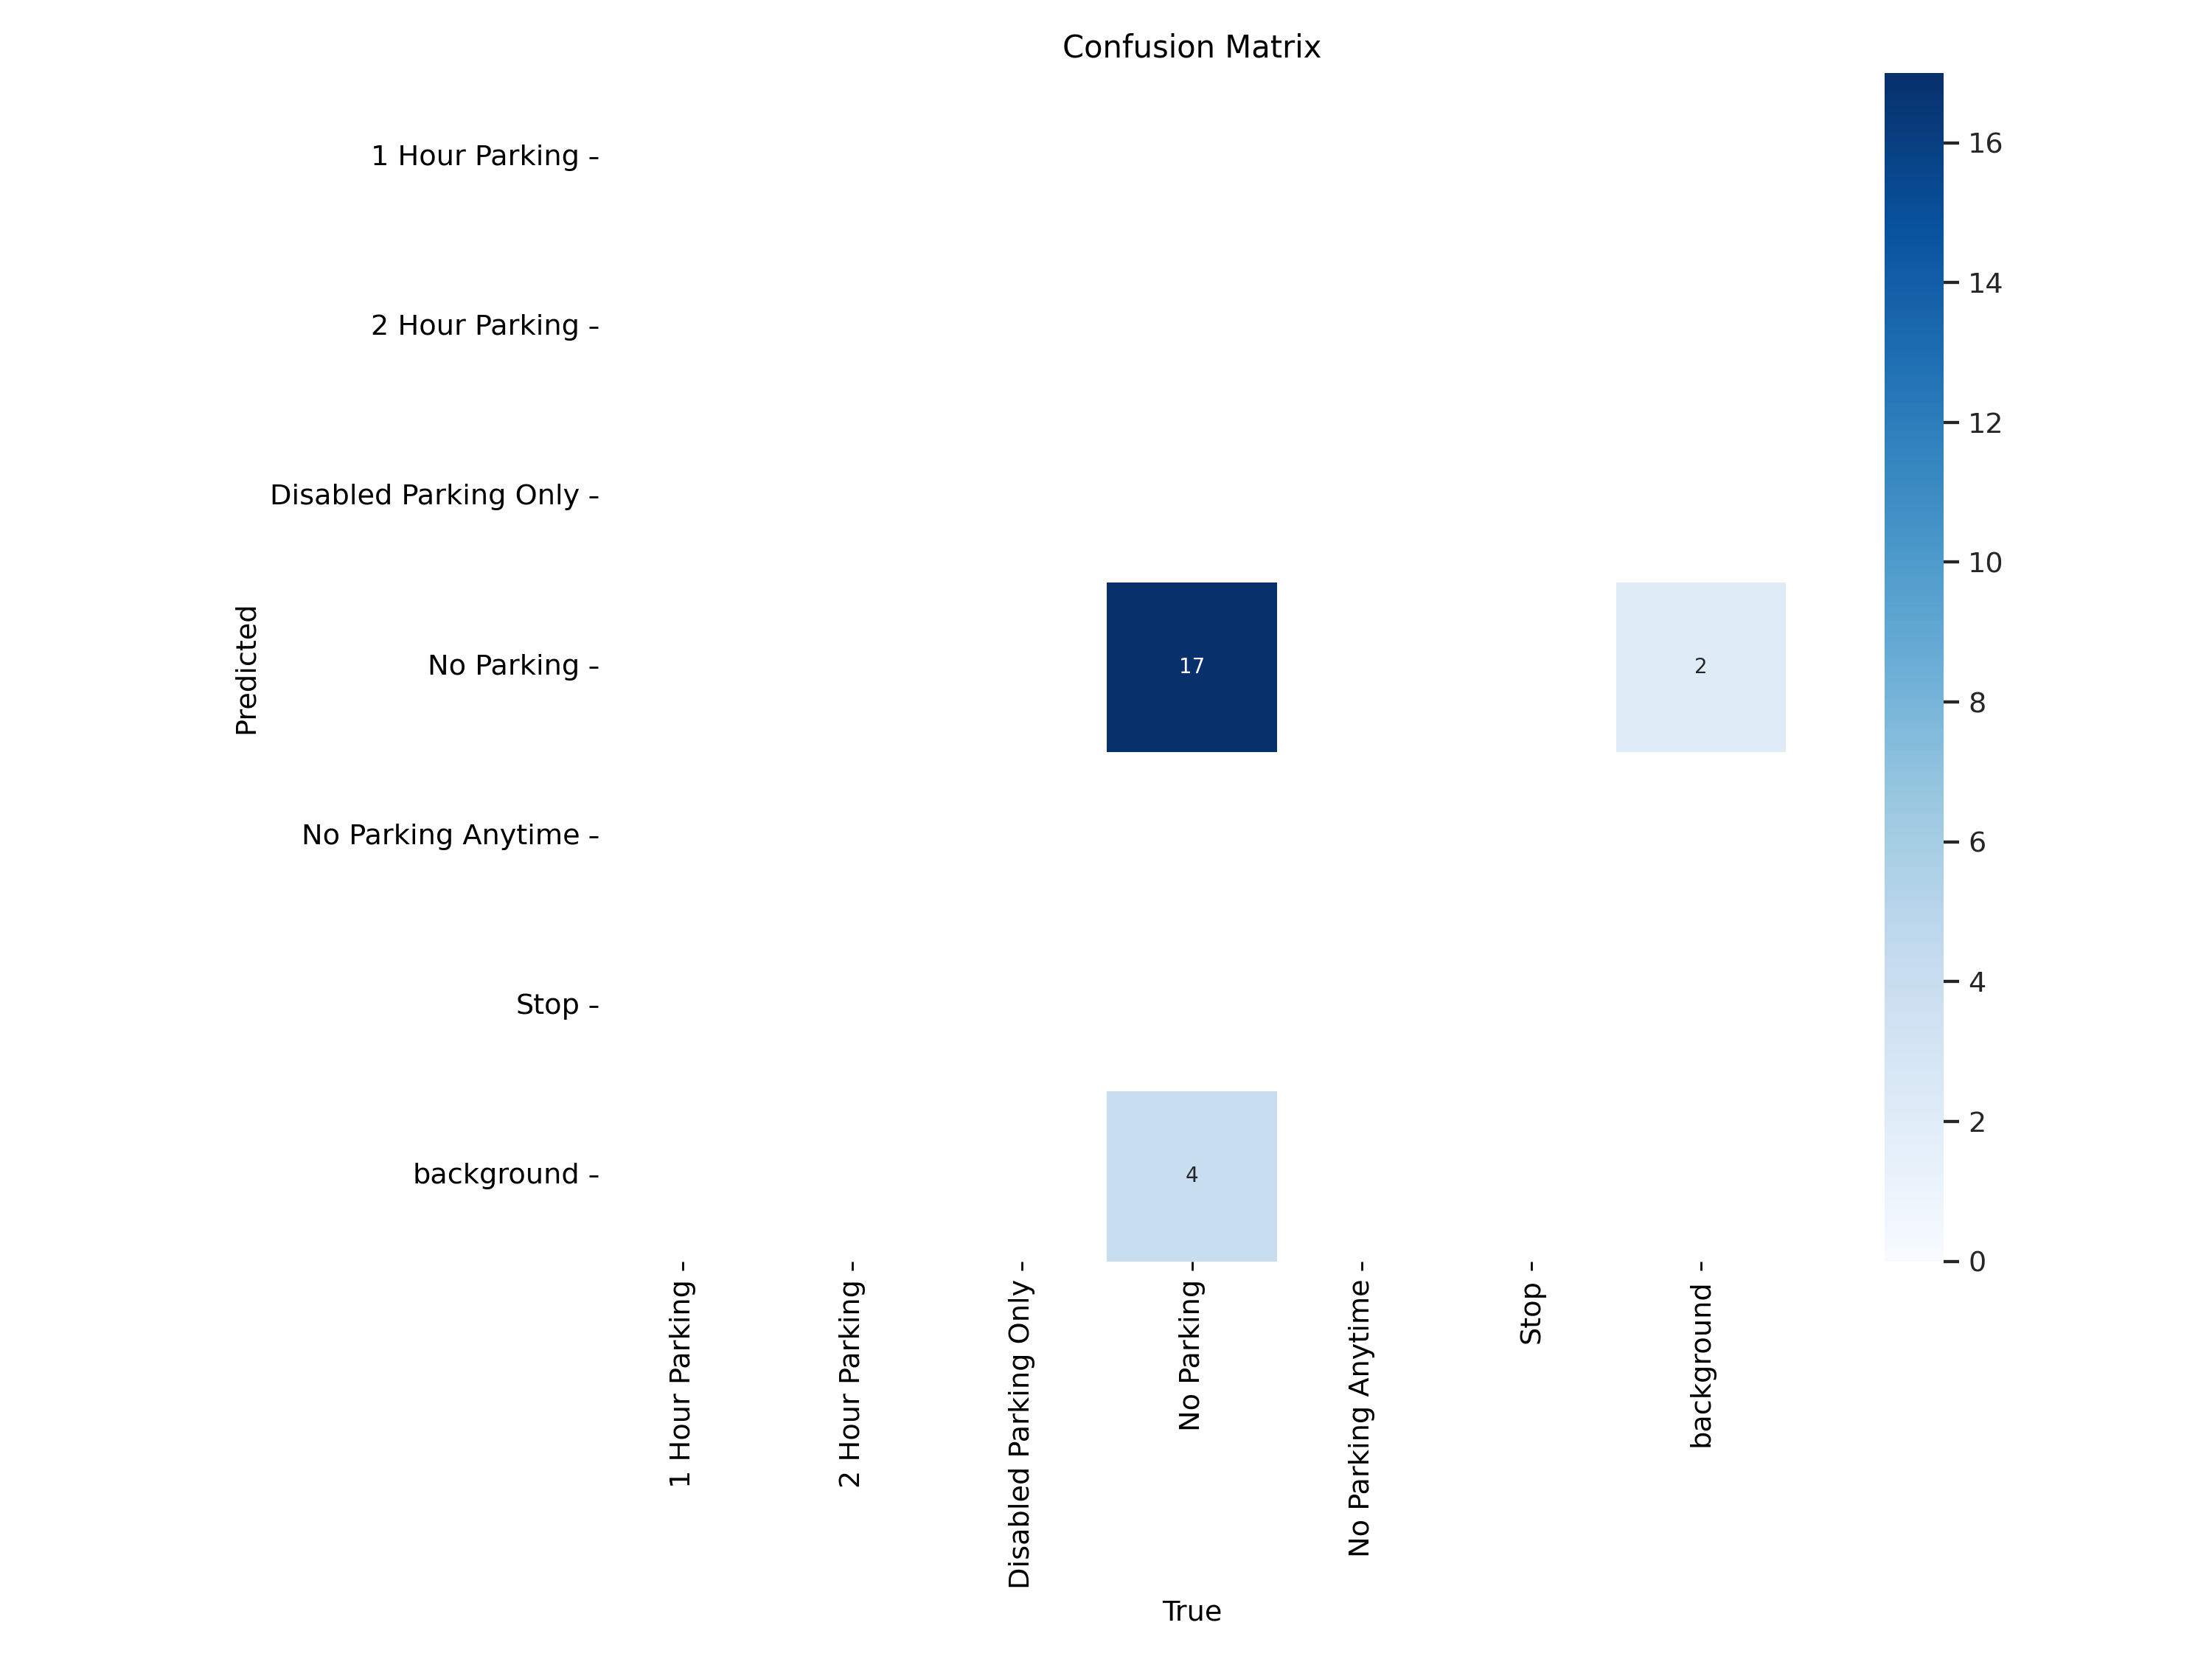 Confusion Matrix
1 Hour Parking
2 Hour Parking
Disabled Parking Only
No Parking
No Parking Anytime
Stop
background
Predicted
17
2
4
1 Hour Parking
2 Hour Parking
Disabled Parking Only
No Parking
No Parking Anytime
Stop
background
True
16
14
12
10
8
6
4
2
0